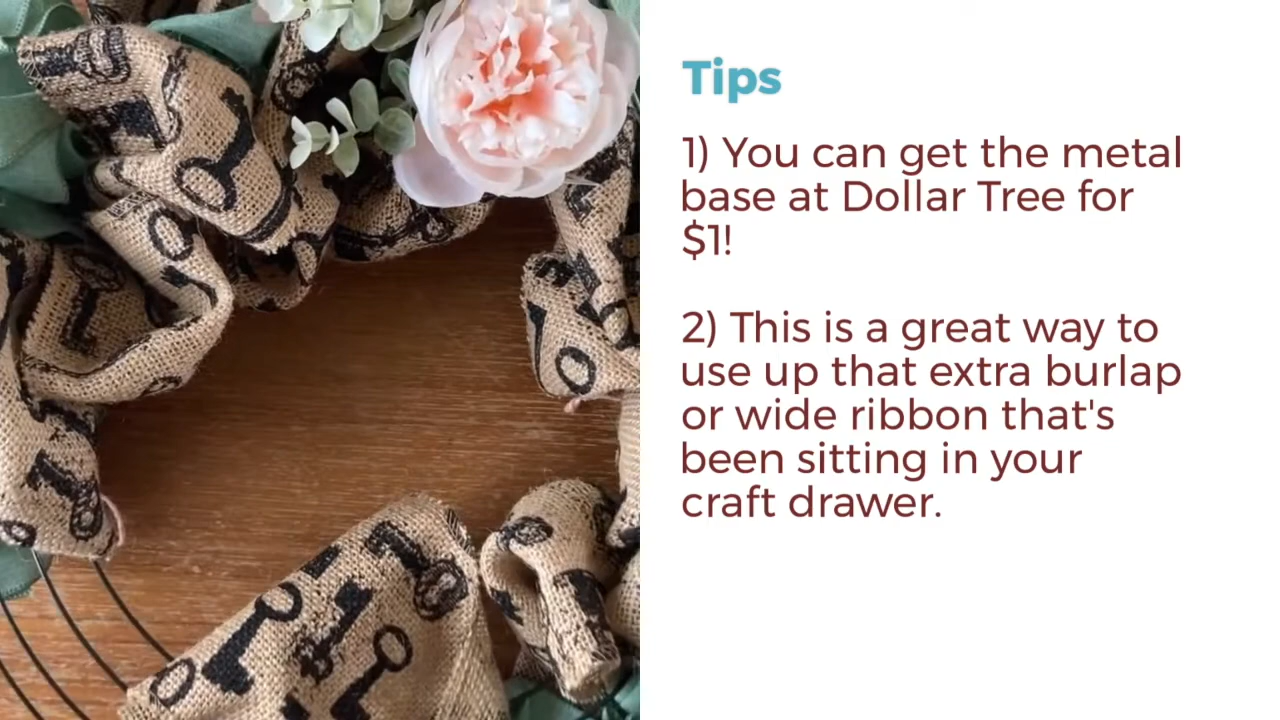 Tips
1) You can get the metal
base at Dollar Tree for
$1!
2) This is a great way to
use up that extra burlap
or wide ribbon that's
been sitting in your
craft drawer.